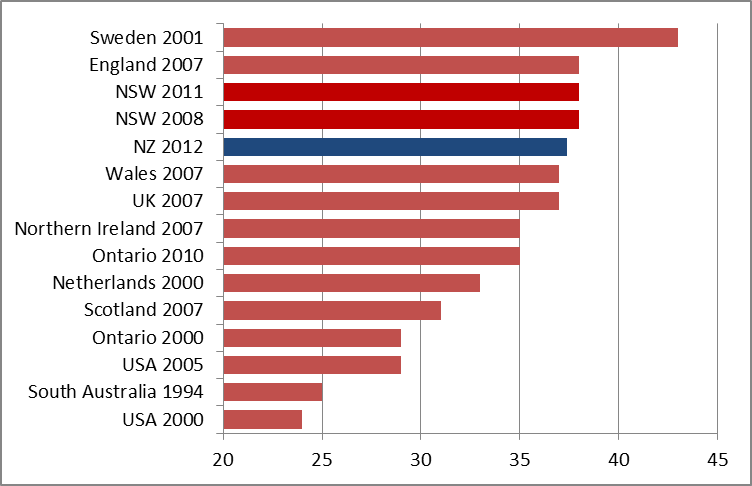 Sweden 2001
England 2007
NSW 2011
NSW 2008
NZ 2012
Wales 2007
UK 2007
Northern Ireland 2007
Ontario 2010
Netherlands 2000
Scotland 2007
Ontario 2000
USA 2005
South Australia 1994
USA 2000
20 25 30 35 40 45